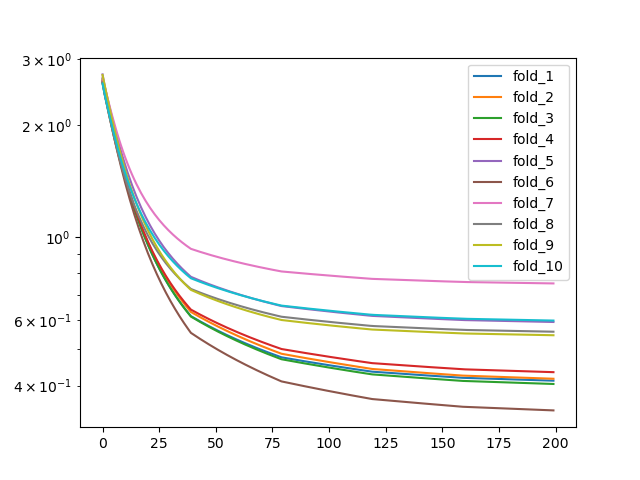 3 × 10⁰
2 × 10⁰
10⁰
6 × 10⁻¹
4 × 10⁻¹
0 25 50 75 100 125 150 175 200
fold_1
fold_2
fold_3
fold_4
fold_5
fold_6
fold_7
fold_8
fold_9
fold_10